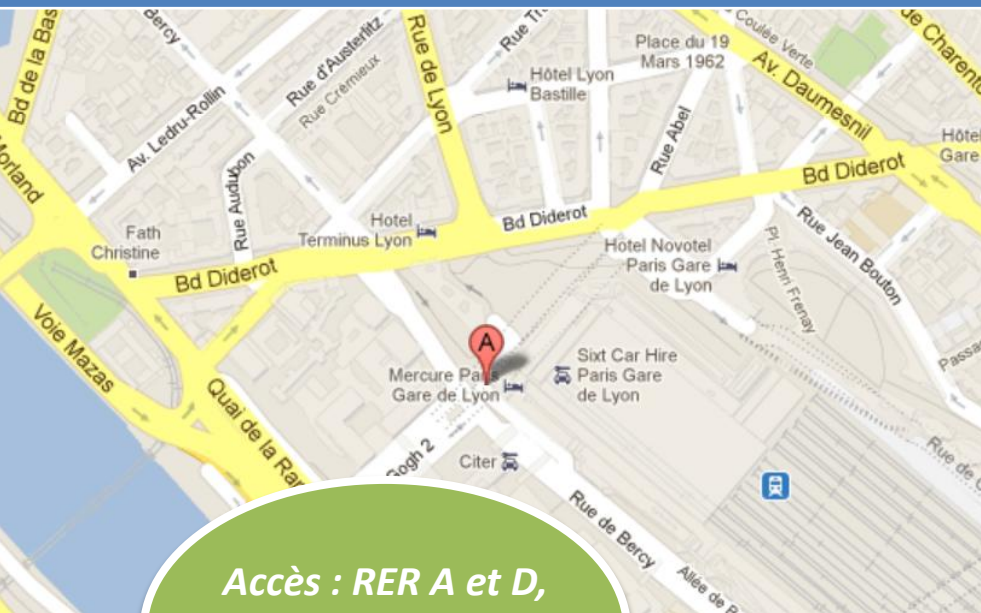 Bd de la Bas
Bercy
Rue d'Austerlitz
Rue Crémieux
Rue de Lyon
Place du 19
Mars 1962
Coulée Verte
Av. Daumesnil
de Charento
Hôtel Lyon
Bastille
Av. Ledru-Rollin
Morland
Rue Audubon
Rue Abel
Hôtel
Gare
Bd Diderot
Bd Diderot
Fath
Christine
Hotel
Terminus Lyon
Hotel Novotel
Paris Gare
de Lyon
Rue Jean Bouton
Pl. Henri Frenay
Bd Diderot
Voie Mazas
A
Mercure Paris
Gare de Lyon
Sixt Car Hire
Paris Gare
de Lyon
Passa
Quai de la Rap
Gogh 2
Citer
Rue de Bercy
Rue de C
Allée de B
Accès : RER A et D,